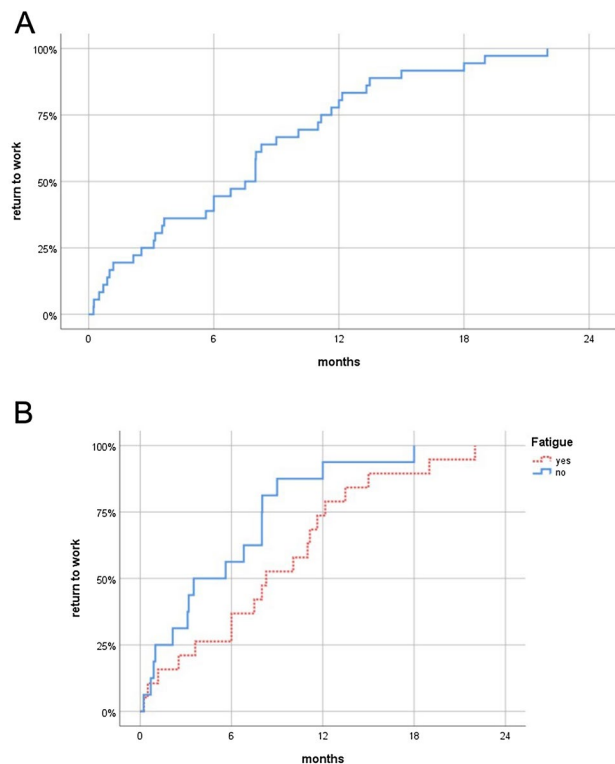 A
100%
75%
50%
25%
0%
return to work
0 6 12 18 24
months
B
100%
75%
50%
25%
0%
return to work
0 6 12 18 24
months
Fatigue
yes
no